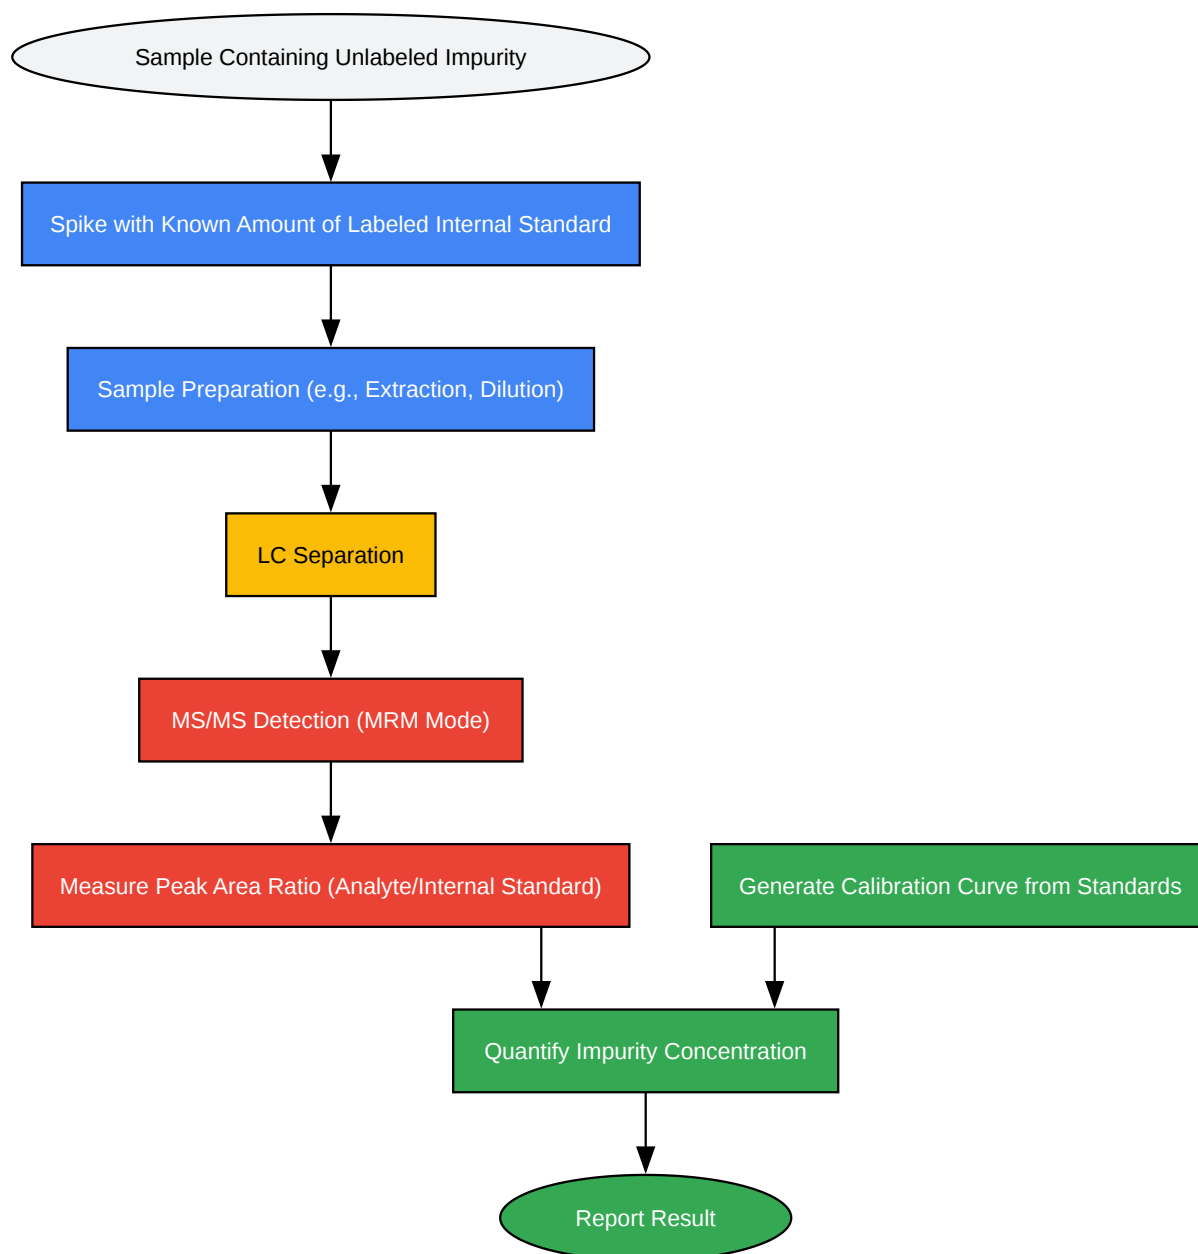 Sample Containing Unlabeled Impurity
Spike with Known Amount of Labeled Internal Standard
Sample Preparation (e.g., Extraction, Dilution)
LC Separation
MS/MS Detection (MRM Mode)
Measure Peak Area Ratio (Analyte/Internal Standard)
Generate Calibration Curve from Standards
Quantify Impurity Concentration
Report Result